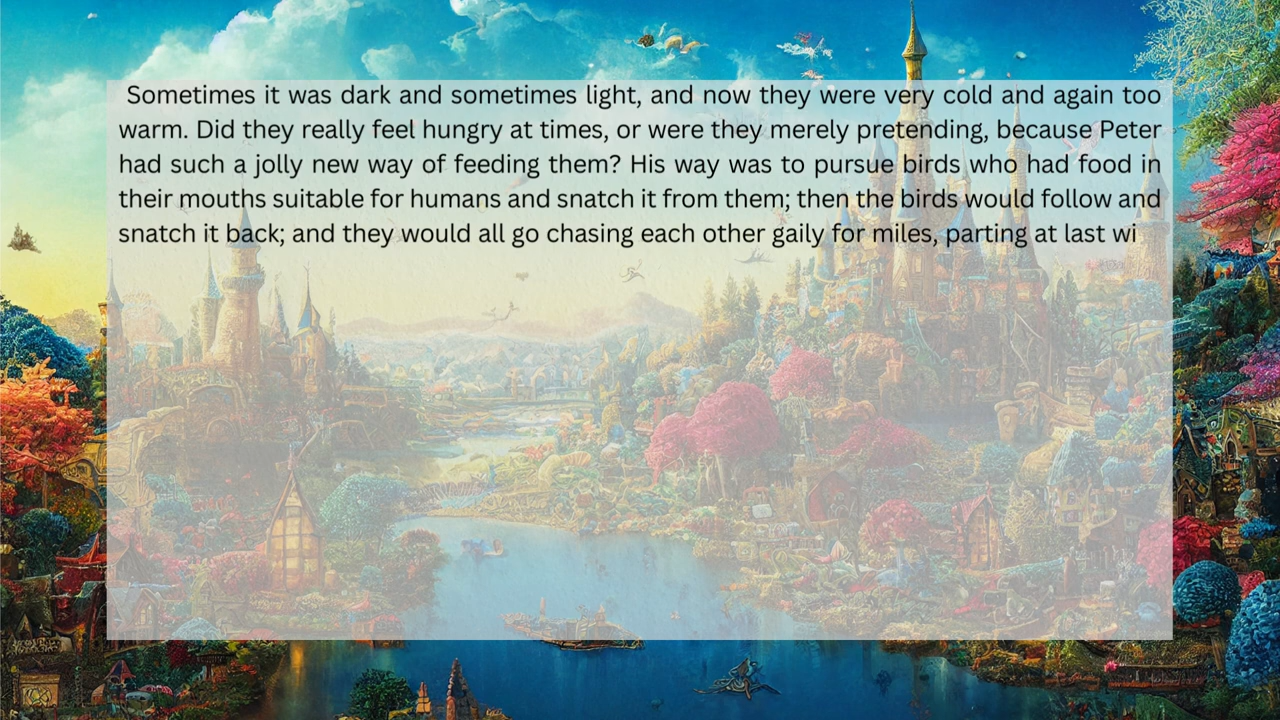 Sometimes it was dark and sometimes light, and now they were very cold and again too
warm. Did they really feel hungry at times, or were they merely pretending, because Peter
had such a jolly new way of feeding them? His way was to pursue birds who had food in
their mouths suitable for humans and snatch it from them; then the birds would follow and
snatch it back; and they would all go chasing each other gaily for miles, parting at last wi